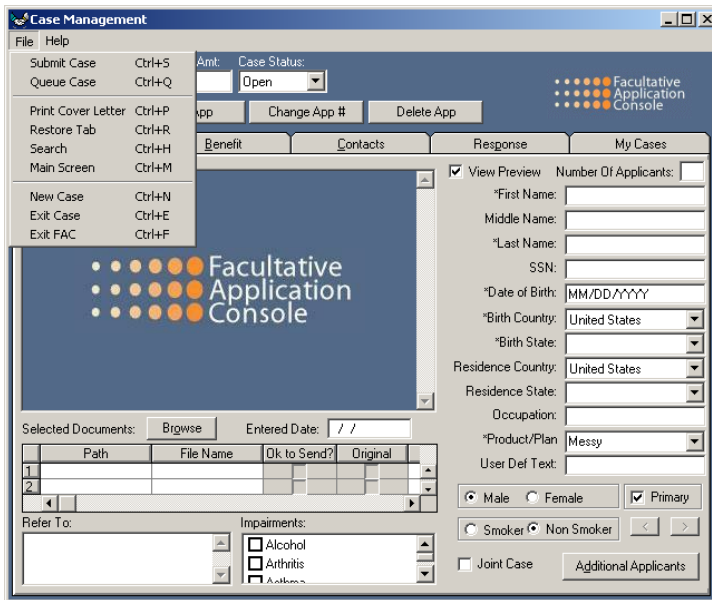 Case Management
File Help
Submit Case Ctrl+S
Queue Case Ctrl+Q
Print Cover Letter Ctrl+P
Restore Tab Ctrl+R
Search Ctrl+H
Main Screen Ctrl+M
New Case Ctrl+N
Exit Case Ctrl+E
Exit FAC Ctrl+F
Amt: Case Status:
Open
Facultative
Application
Console
App Change App # Delete App
Benefit Contacts Response My Cases
View Preview Number Of Applicants:
*First Name:
Middle Name:
*Last Name:
SSN:
*Date of Birth: MM/DD/YYYY
*Birth Country: United States
*Birth State:
Residence Country: United States
Residence State:
Occupation:
*Product/Plan Messy
User Def Text:
Male Female Primary
Smoker Non Smoker < >
Joint Case Additional Applicants
Facultative
Application
Console
Selected Documents: Browse Entered Date: / /
Path File Name Ok to Send? Original
1
2
Refer To: Impairments:
Alcohol
Arthritis
Asthma